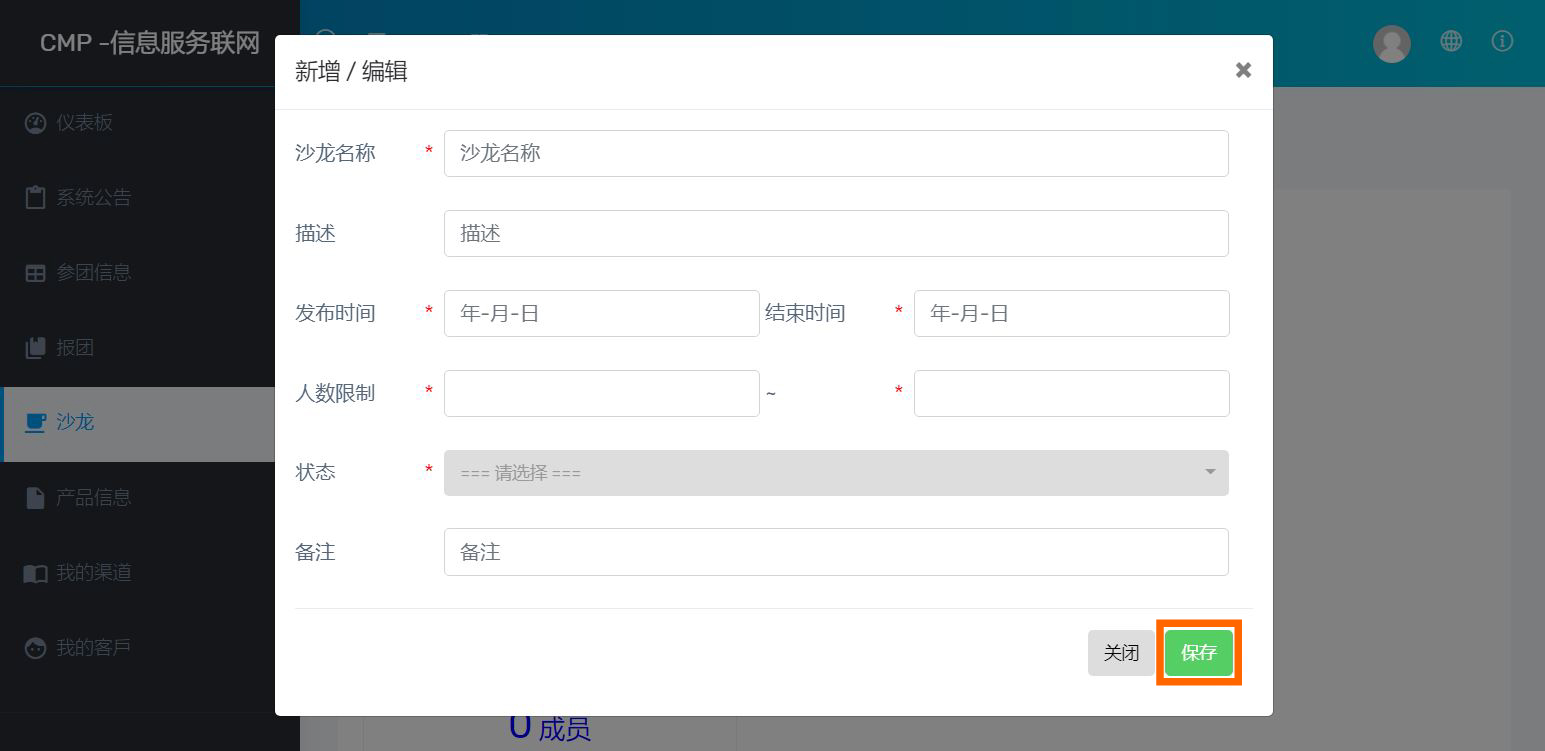 CMP -信息服务联网
仪表板
系统公告
参团信息
报团
沙龙
产品信息
我的渠道
我的客戶
新增 / 编辑
沙龙名称 * 沙龙名称
描述 描述
发布时间 * 年-月-日 结束时间 * 年-月-日
人数限制 * ~ *
状态 * === 请选择 ===
备注 备注
关闭 保存
0 成员